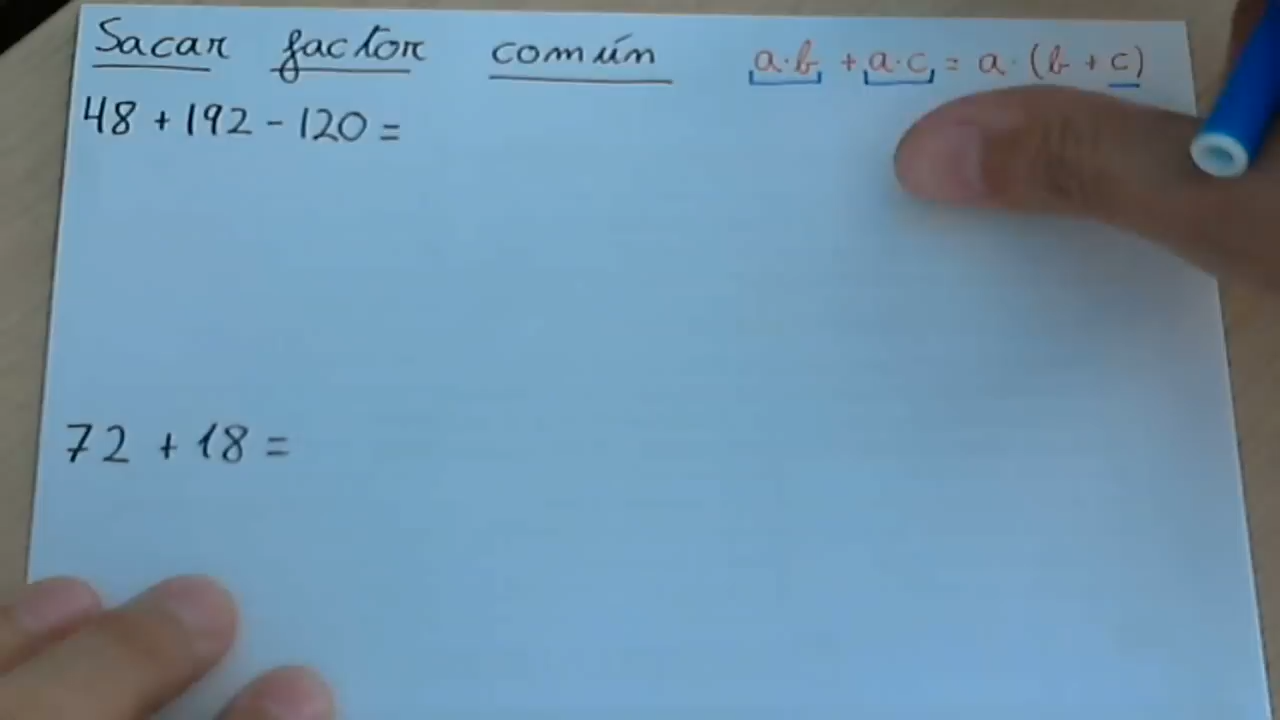 Sacar factor común a·b + a·c = a·(b + c)
48 + 192 - 120 =
72 + 18 =